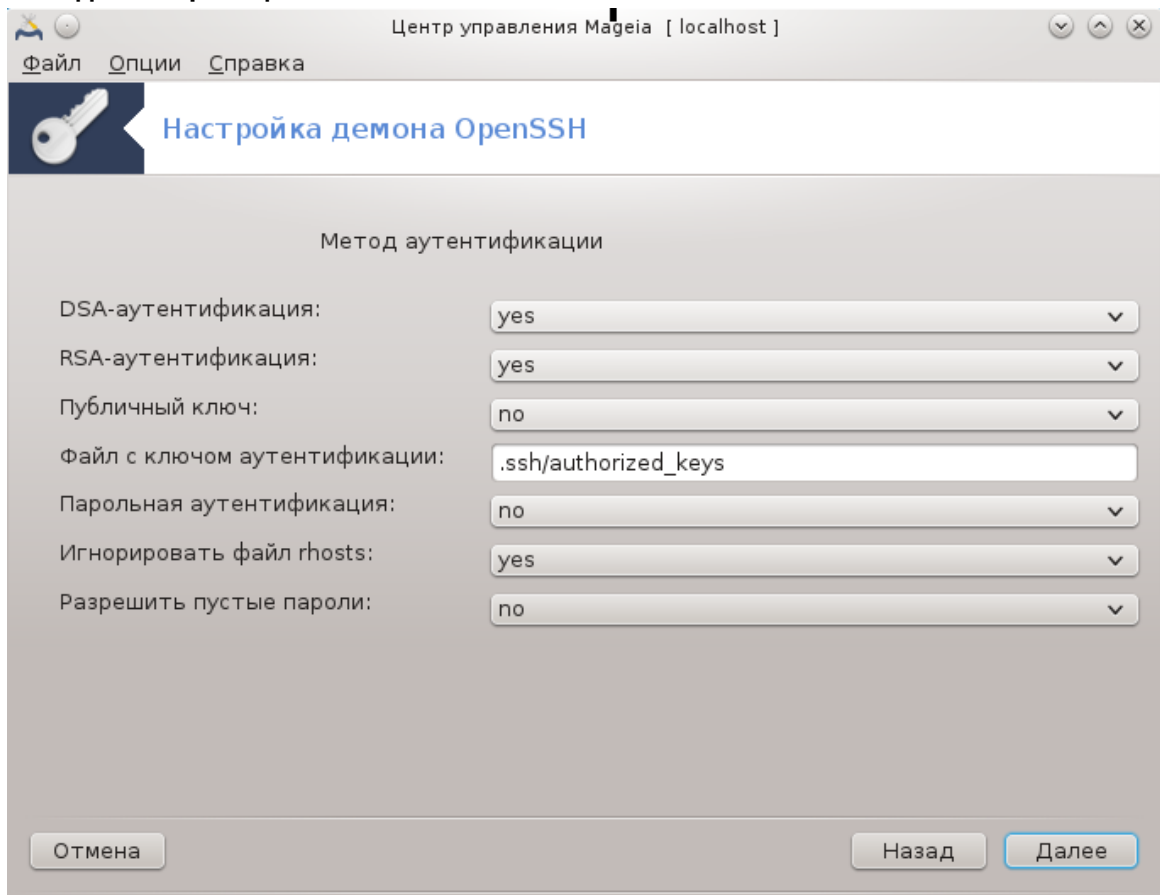 Центр управления Mageia [ localhost ]
Файл Опции Справка
Настройка демона OpenSSH
Метод аутентификации
DSA-аутентификация: yes
RSA-аутентификация: yes
Публичный ключ: no
Файл с ключом аутентификации: .ssh/authorized_keys
Парольная аутентификация: no
Игнорировать файл rhosts: yes
Разрешить пустые пароли: no
Отмена Назад Далее